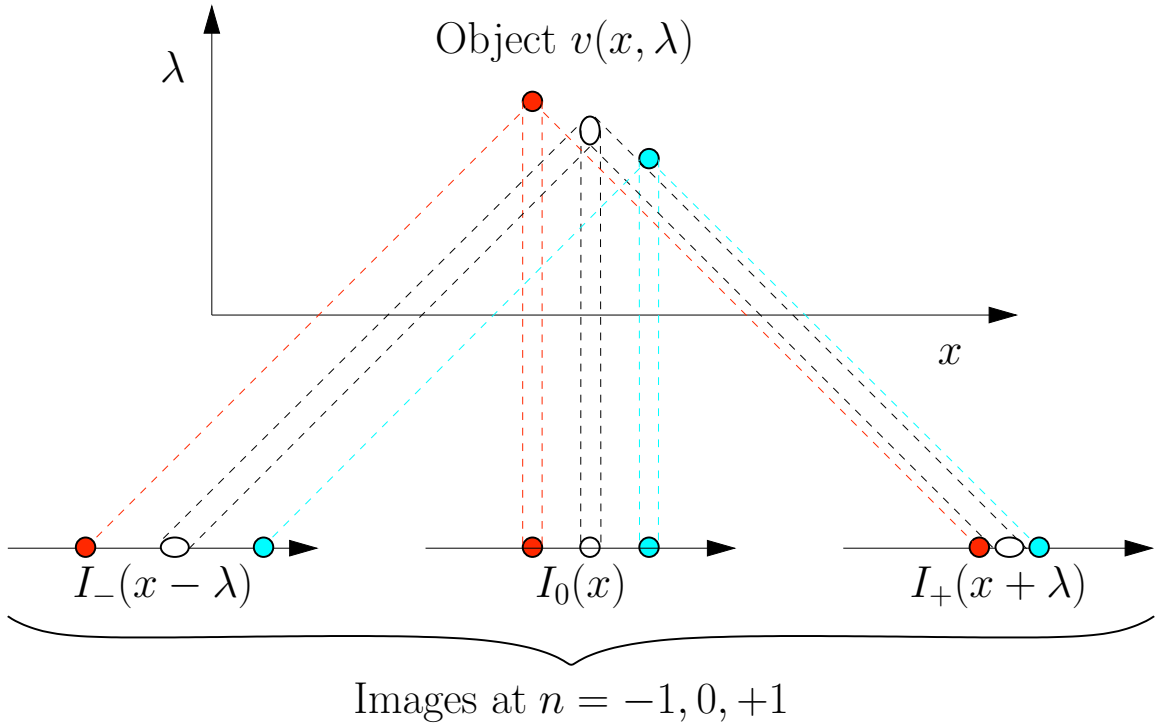 Object v(x, λ)
λ
x
I₋(x − λ)
I₀(x)
I₊(x + λ)
Images at n = −1, 0, +1